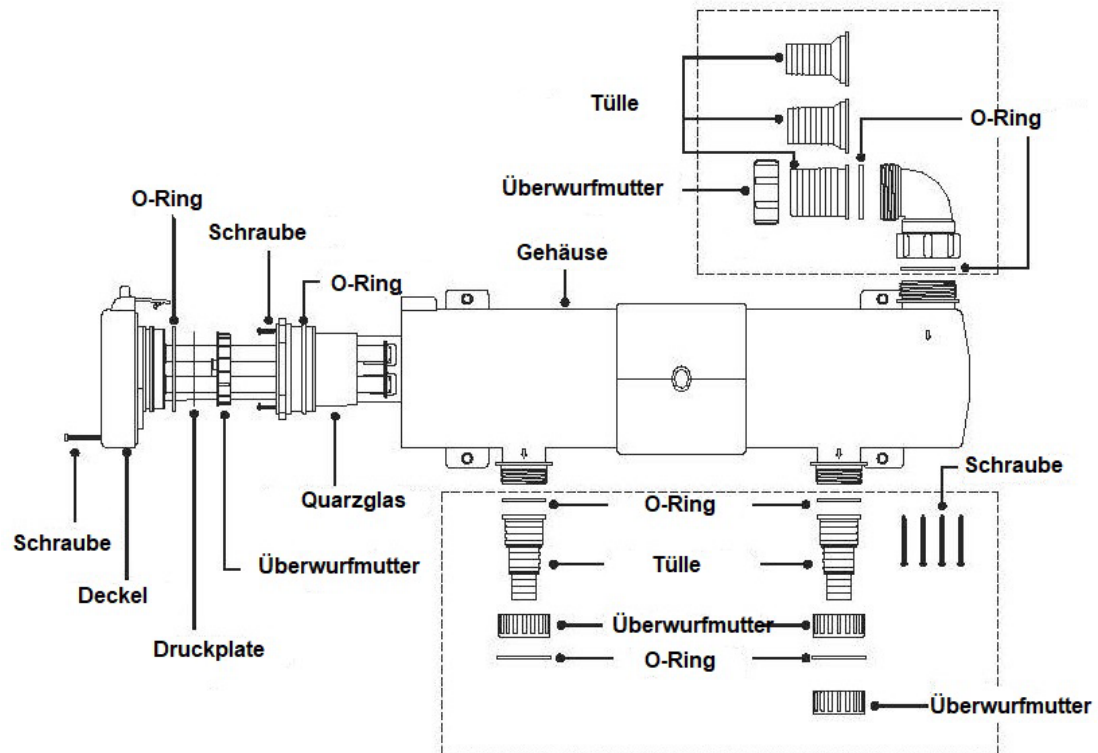 Tülle
O-Ring
Überwurfmutter
O-Ring
Schraube
Gehäuse
O-Ring
Schraube
Quarzglas
O-Ring
Schraube
Überwurfmutter
Tülle
Deckel
Überwurfmutter
Druckplate
O-Ring
Überwurfmutter